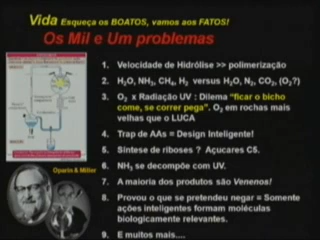 Vida Esqueça os BOATOS, vamos aos FATOS!
Os Mil e Um problemas
1. Velocidade de Hidrólise >> polimerização
2. H2O, NH3, CH4, H2 versus H2O, N2, CO2, (O2?)
3. O2 x Radiação UV : Dilema “ficar o bicho
come, se correr pega”. O2 em rochas mais
velhas que o LUCA
4. Trap de AAs = Design Inteligente!
5. Síntese de riboses ? Açucares C5.
6. NH3 se decompõe com UV.
7. A maioria dos produtos são Venenos!
8. Provou o que se pretendeu negar = Somente
ações inteligentes formam moléculas
biologicamente relevantes.
9. E muitos mais....
Oparin & Miller